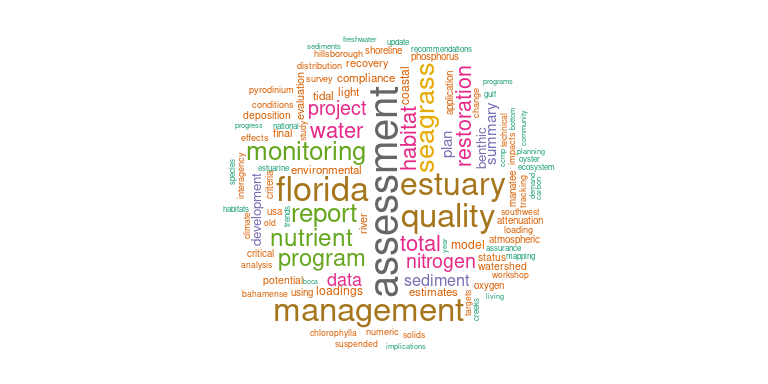 freshwater
update
sediments
shoreline
recommendations
hillsborough
phosphorus
distribution
recovery
survey
compliance
coastal
seagrass
application
restoration
programs
pyrodinium
evaluation
tidal
light
change
gulf
conditions
project
habitat
summary
technical
bottom
community
deposition
progress
national
study
water
plan
benthic
impacts
effects
final
monitoring
assessment
ccmp
planning
oyster
ecosystem
species
interagency
estuarine
environmental
criteria
florida
estuary
manatee
tracking
demand
carbon
habitats
development
usa
trends
report
river
quality
southwest
attenuation
climate
old
loading
nutrient
total
year
model
atmospheric
critical
program
nitrogen
status
assurance
mapping
analysis
watershed
workshop
potential
boca
data
sediment
oxygen
bahamense
using
loadings
estimates
targets
creeks
living
management
chlorophylla
numeric
solids
suspended
implications